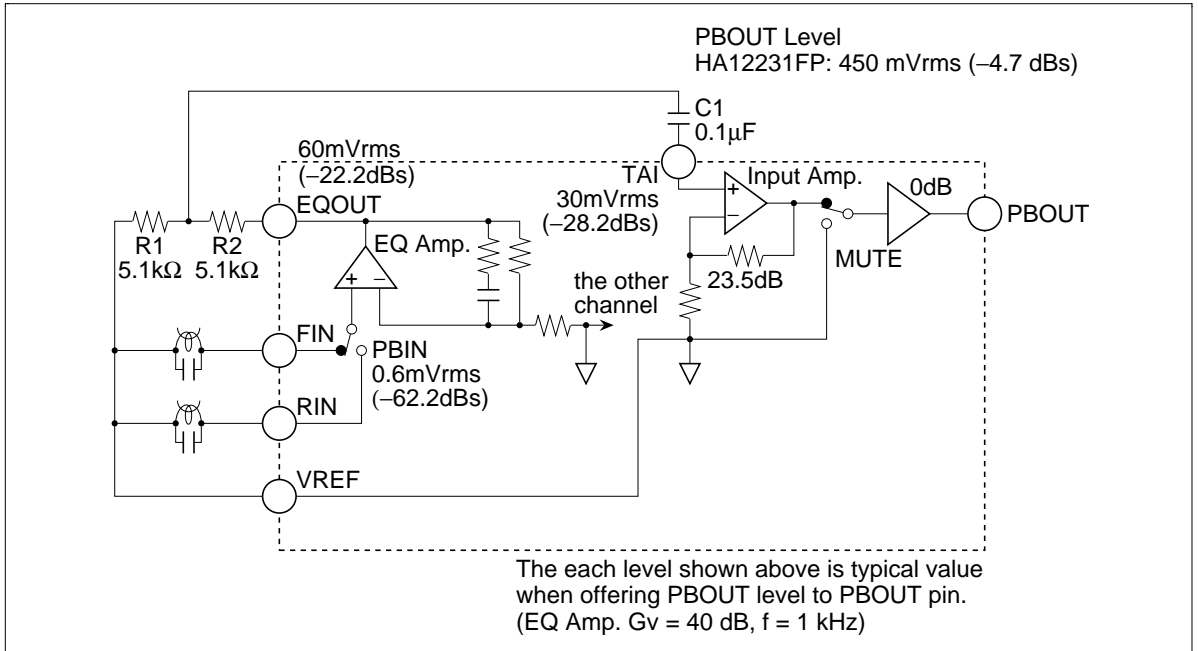 PBOUT Level
HA12231FP: 450 mVrms (−4.7 dBs)
C1
0.1μF
60mVrms
(−22.2dBs)
TAI
Input Amp.
0dB
30mVrms
(−28.2dBs)
EQOUT
+
−
PBOUT
R1
5.1kΩ
R2
5.1kΩ
EQ Amp.
MUTE
23.5dB
+
−
the other
channel
FIN
PBIN
0.6mVrms
(−62.2dBs)
RIN
VREF
The each level shown above is typical value
when offering PBOUT level to PBOUT pin.
(EQ Amp. Gv = 40 dB, f = 1 kHz)